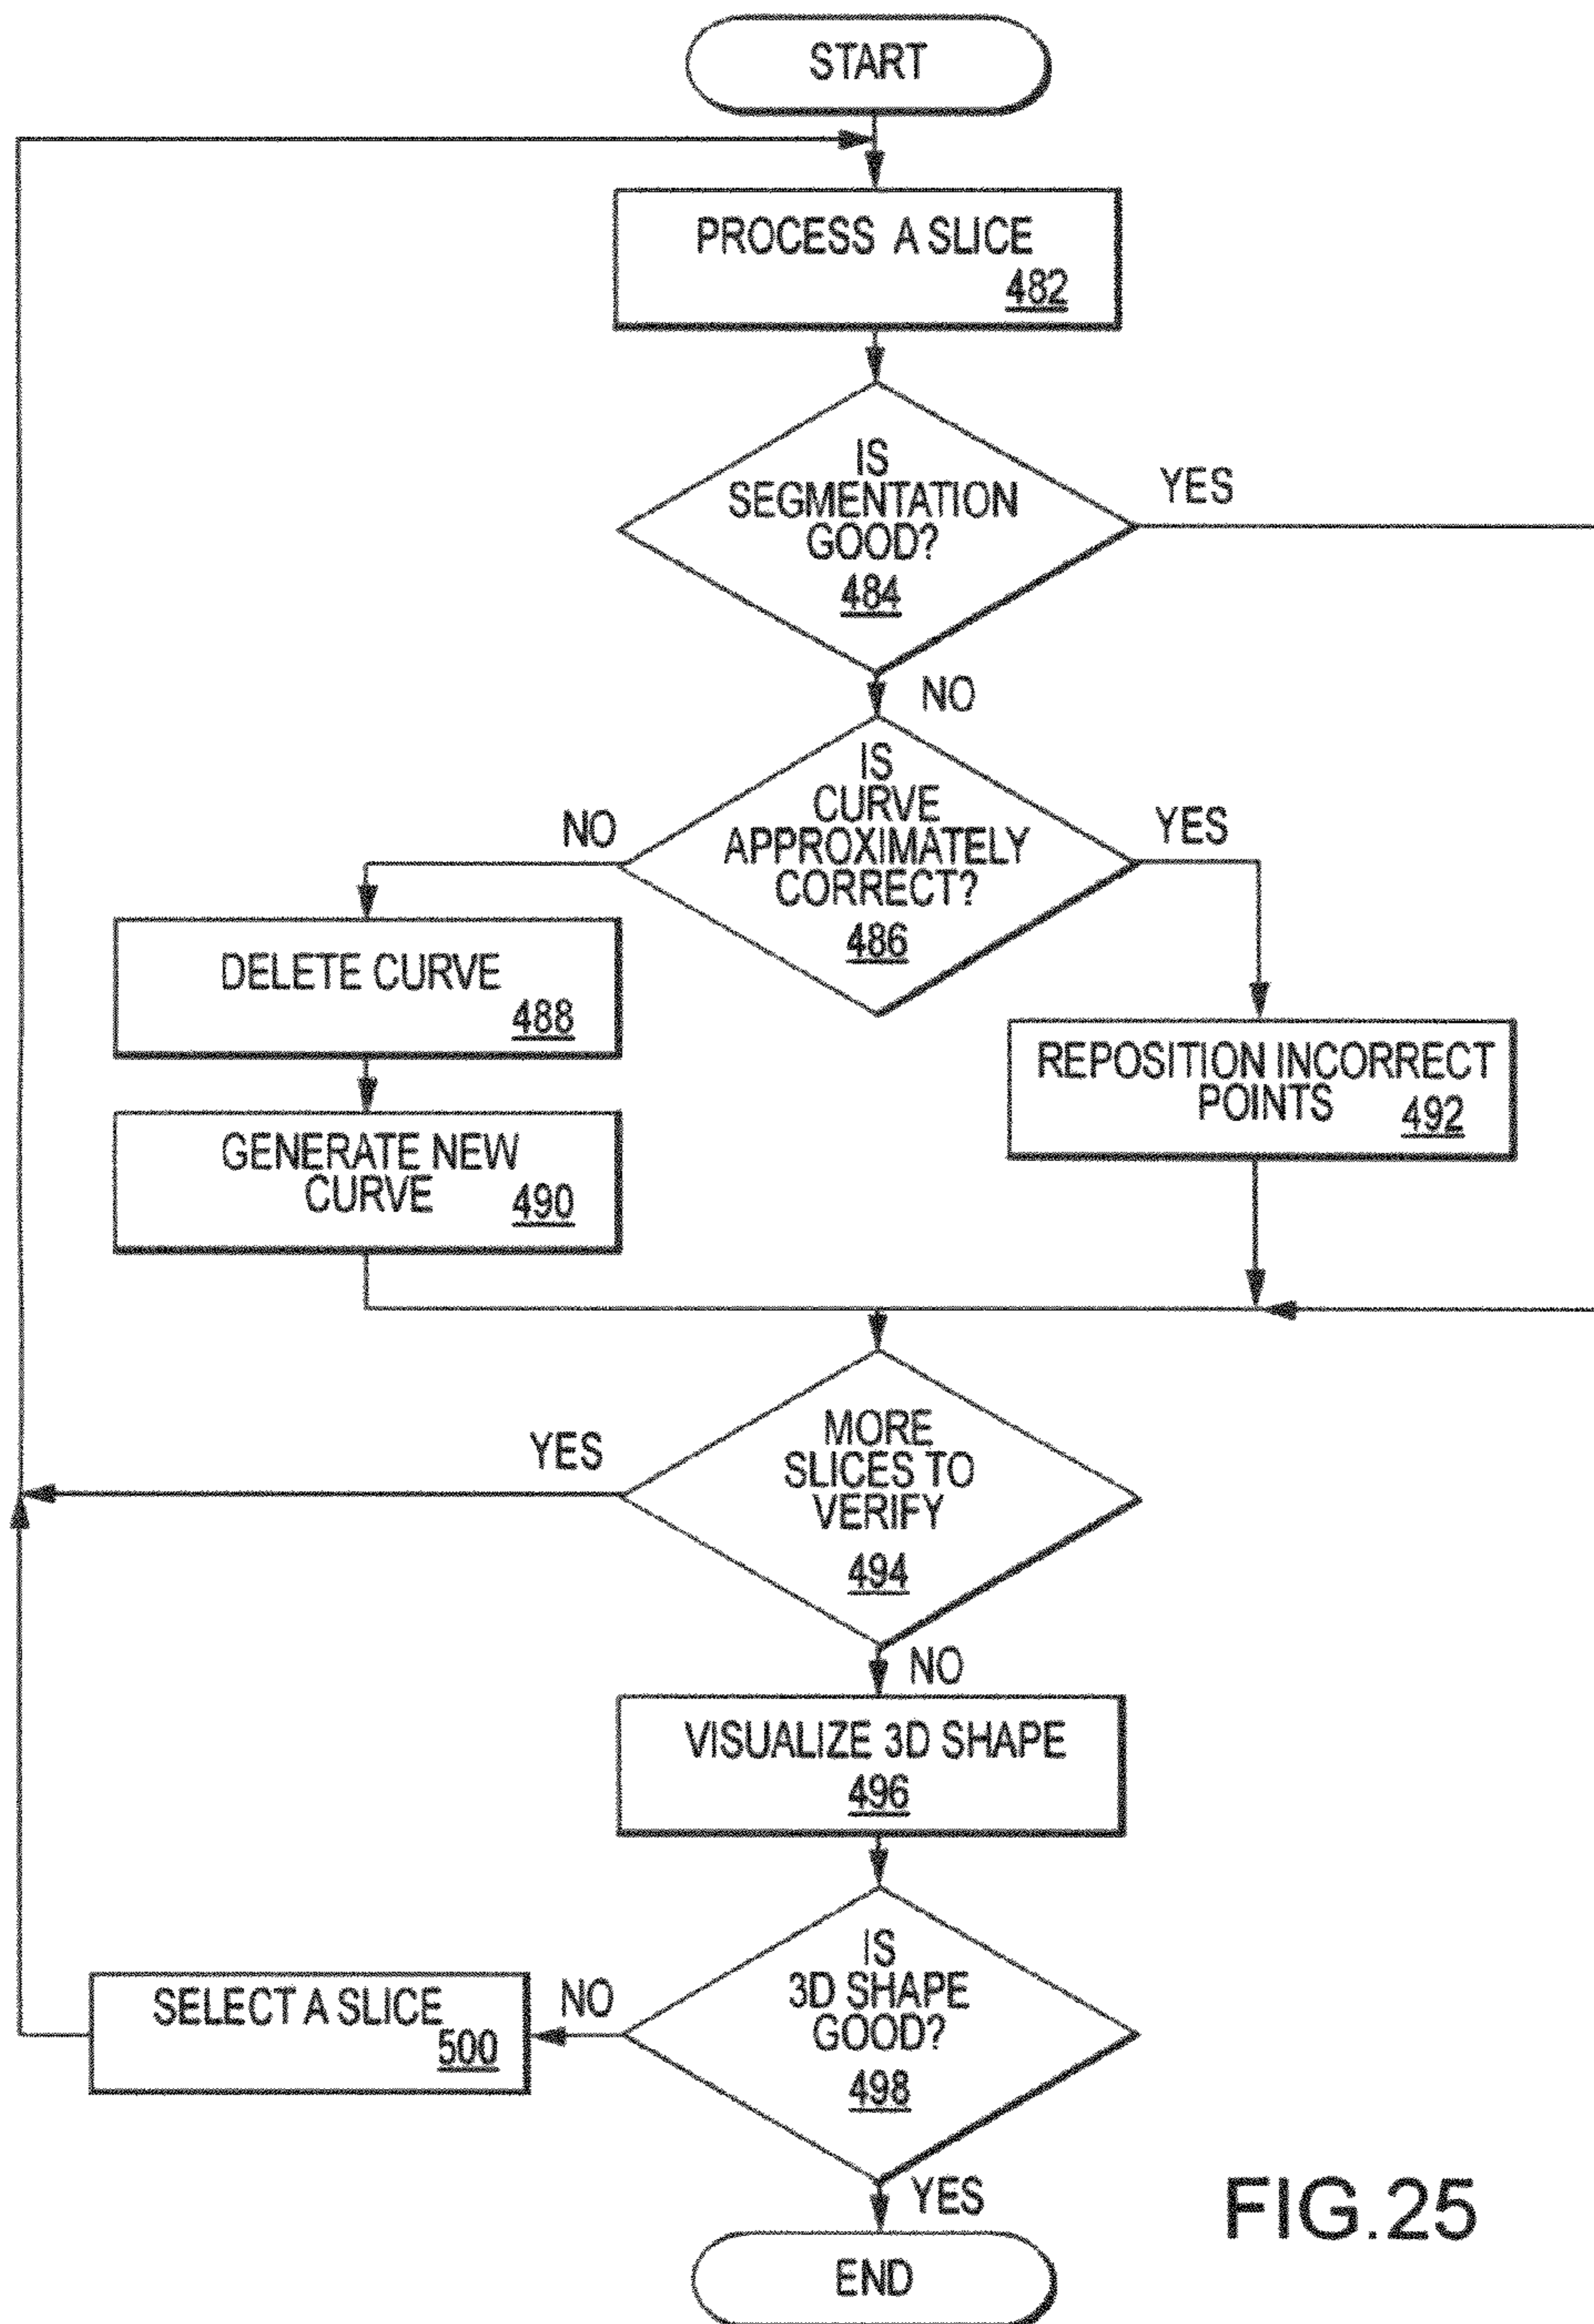 START
PROCESS A SLICE
482
IS
SEGMENTATION
GOOD?
484
YES
NO
IS
CURVE
APPROXIMATELY
CORRECT?
486
NO
YES
DELETE CURVE
488
REPOSITION INCORRECT
POINTS 492
GENERATE NEW
CURVE 490
MORE
SLICES TO
VERIFY
494
YES
NO
VISUALIZE 3D SHAPE
496
IS
3D SHAPE
GOOD?
498
NO
SELECT A SLICE
500
YES
END
FIG.25